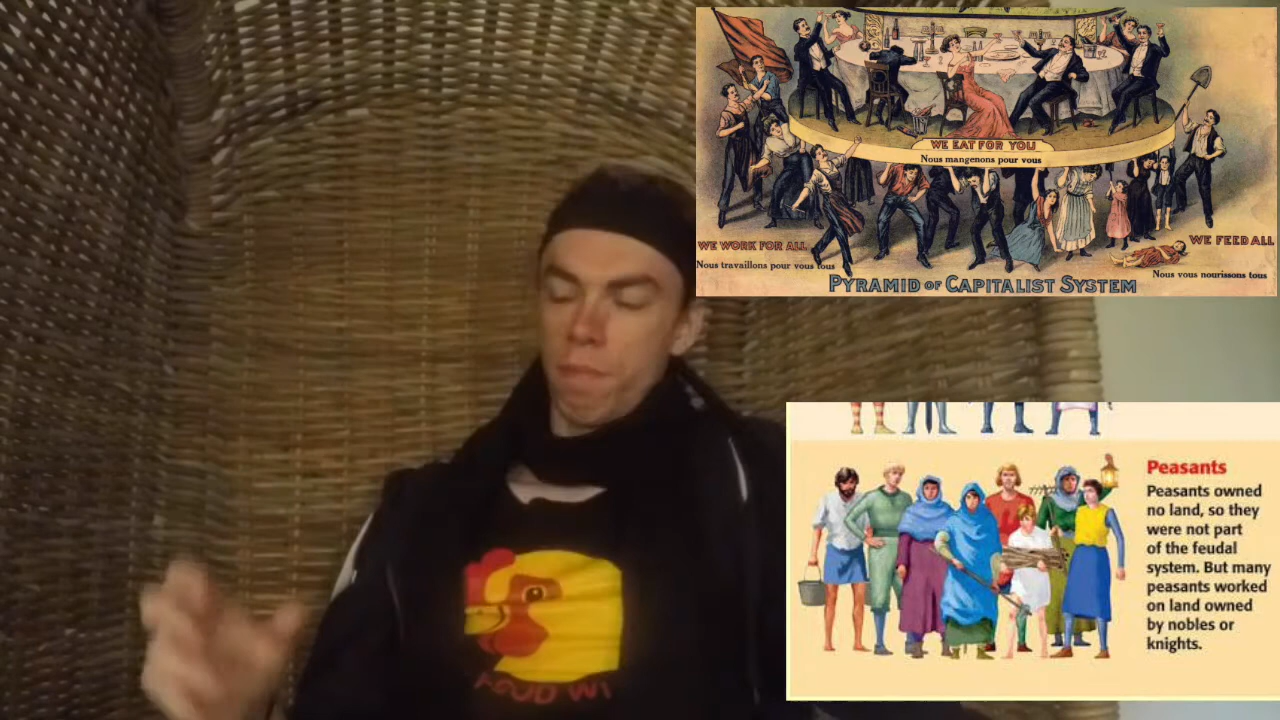 WE EAT FOR YOU
Nous mangenons pour vous
WE WORK FOR ALL
WE FEED ALL
Nous travaillons pour vous tous
Nous vous nourissons tous
PYRAMID OF CAPITALIST SYSTEM
Peasants
Peasants owned
no land, so they
were not part
of the feudal
system. But many
peasants worked
on land owned
by nobles or
knights.